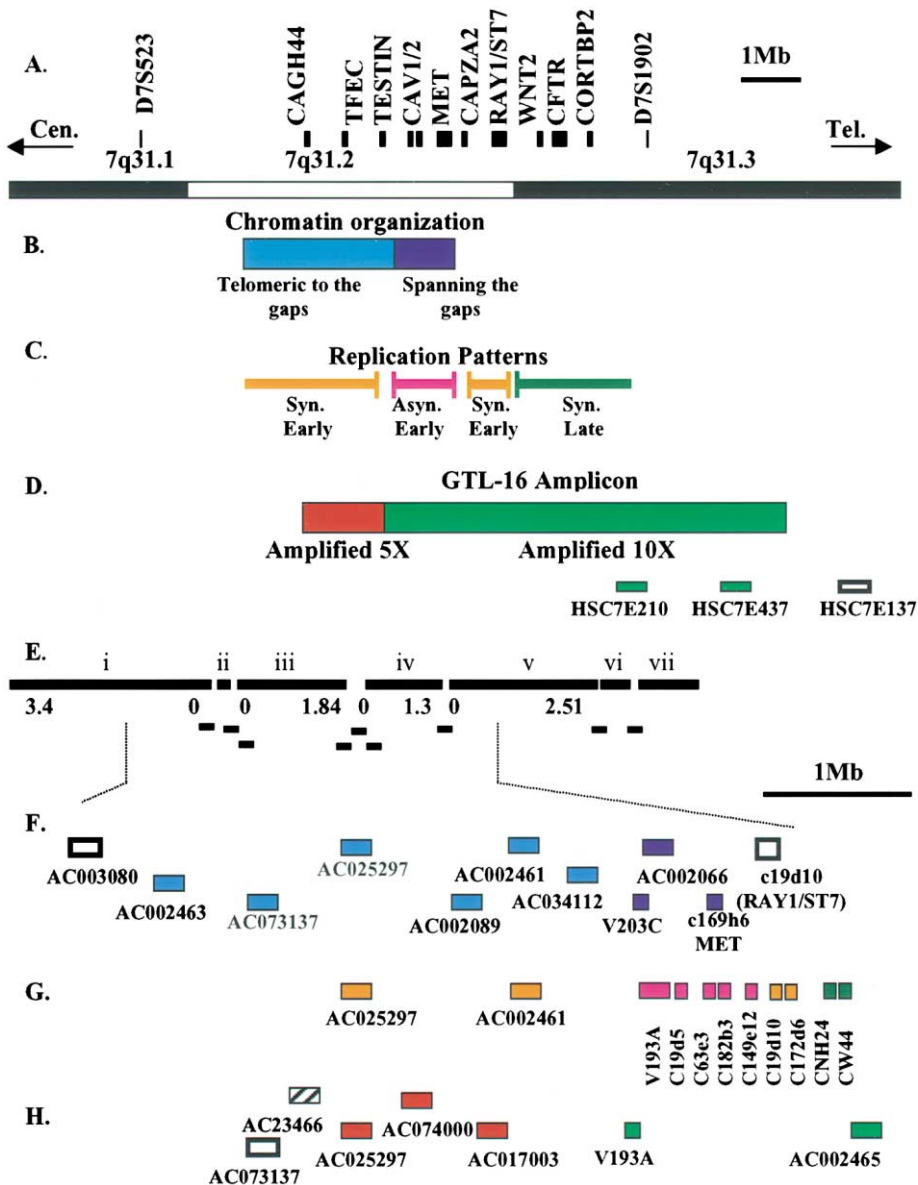 A.
D7S523
CAGH44
TFEC
TESTIN
CAV1/2
MET
CAPZA2
RAY1/ST7
WNT2
CFTR
CORTBP2
D7S1902
1Mb
Cen.
Tel.
7q31.1
7q31.2
7q31.3
B.
Chromatin organization
Telomeric to the
gaps
Spanning the
gaps
C.
Replication Patterns
Syn.
Early
Asyn.
Early
Syn.
Early
Syn.
Late
D.
GTL-16 Amplicon
Amplified 5X
Amplified 10X
HSC7E210
HSC7E437
HSC7E137
E.
i ii iii iv v vi vii
3.4 0 0 1.84 0 1.3 0 2.51
1Mb
F.
AC003080
AC002463
AC073137
AC025297
AC002089
AC002461
AC034112
V203C
AC002066
c169h6
MET
c19d10
(RAY1/ST7)
G.
AC025297
AC002461
V193A
C19d5
C63e3
C182b3
C149e12
C19d10
C172d6
CNH24
CW44
H.
AC23466
AC073137
AC025297
AC074000
AC017003
V193A
AC002465